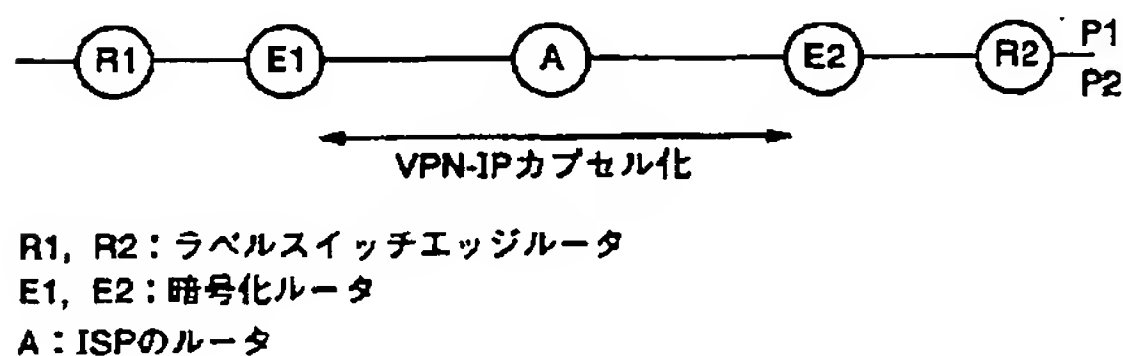 R1 E1 A E2 R2 P1
P2
VPN-IPカプセル化
R1, R2：ラベルスイッチエッジルータ
E1, E2：暗号化ルータ
A：ISPのルータ